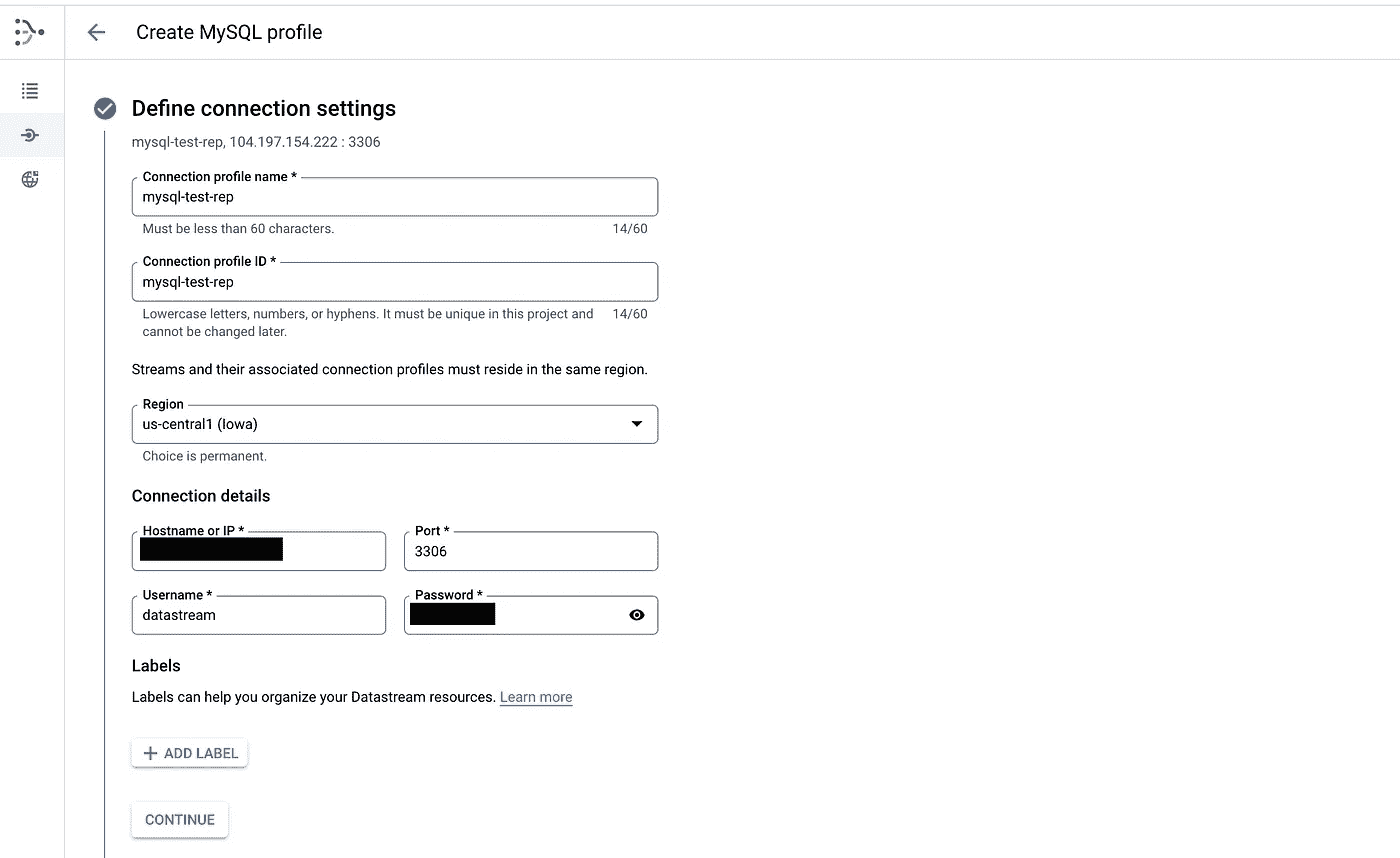 Create MySQL profile
Define connection settings
mysql-test-rep, 104.197.154.222 : 3306
Connection profile name *
mysql-test-rep
Must be less than 60 characters. 14/60
Connection profile ID *
mysql-test-rep
Lowercase letters, numbers, or hyphens. It must be unique in this project and 14/60
cannot be changed later.
Streams and their associated connection profiles must reside in the same region.
Region
us-central1 (Iowa)
Choice is permanent.
Connection details
Hostname or IP * Port *
3306
Username * Password *
datastream
Labels
Labels can help you organize your Datastream resources. Learn more
ADD LABEL
CONTINUE